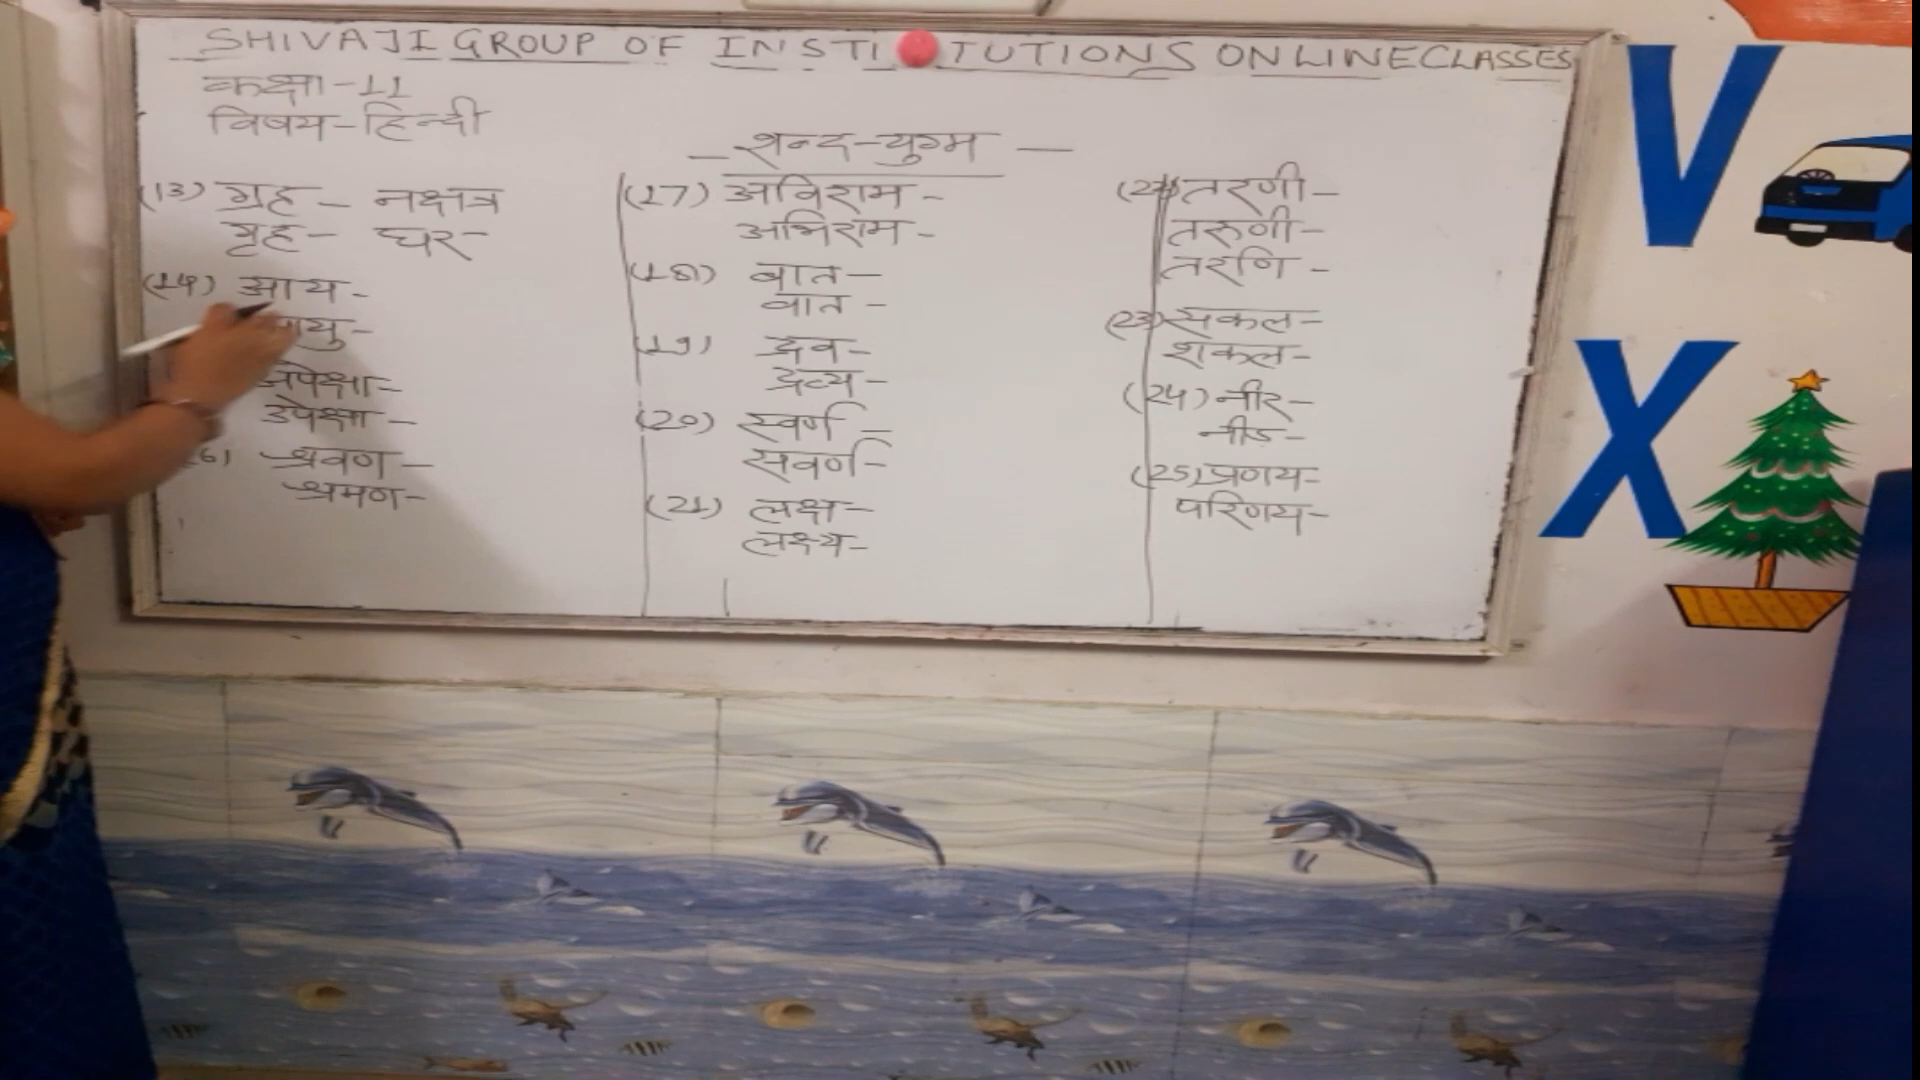 SHIVAJI GROUP OF INSTITUTIONS ONLINE CLASSES
कक्षा-11
विषय-हिन्दी
शब्द-युग्म
(13) ग्रह - नक्षत्र
गृह - घर-
(14) आय-
अपेक्षा-
उपेक्षा-
श्रवण-
श्रमण-
(17) अविराम-
अभिराम-
(18) बात-
वात-
(19) द्रव-
द्रव्य-
(20) स्वर्ण-
सवर्ण-
(21) लक्ष-
लक्ष्य-
तरणी-
तरुणी-
तरणि-
(23) सकल-
शकल-
(24) नीर-
नीड-
(25) प्रणय-
परिणय-
V
X